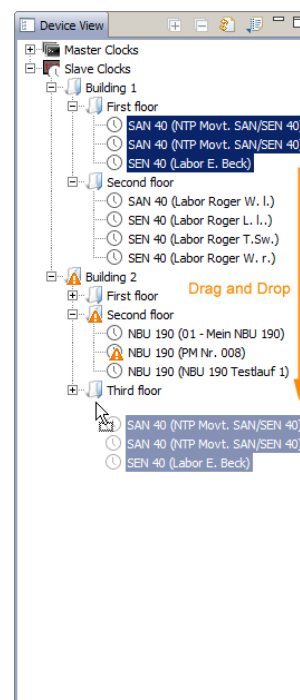 Device View
Master Clocks
Slave Clocks
Building 1
First floor
SAN 40 (NTP Movt. SAN/SEN 40)
SAN 40 (NTP Movt. SAN/SEN 40)
SEN 40 (Labor E. Beck)
Second floor
SAN 40 (Labor Roger W. l.)
SEN 40 (Labor Roger L. l..)
SEN 40 (Labor Roger T.Sw.)
SEN 40 (Labor Roger W. r.)
Building 2
First floor
Drag and Drop
Second floor
NBU 190 (01 - Mein NBU 190)
NBU 190 (PM Nr. 008)
NBU 190 (NBU 190 Testlauf 1)
Third floor
SAN 40 (NTP Movt. SAN/SEN 40)
SAN 40 (NTP Movt. SAN/SEN 40)
SEN 40 (Labor E. Beck)